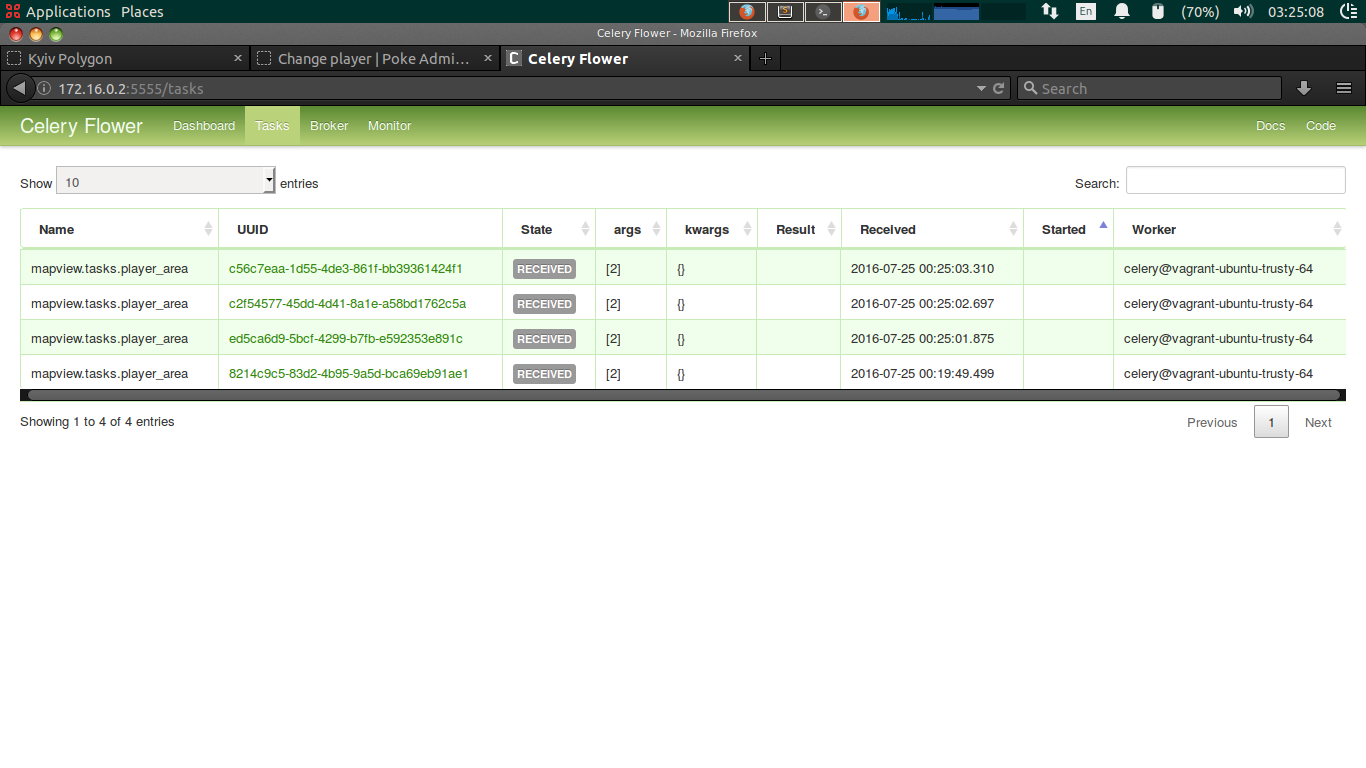 Applications Places En (70%) 03:25:08
Celery Flower - Mozilla Firefox
Kyiv Polygon × Change player | Poke Admi... × C Celery Flower ×
172.16.0.2:5555/tasks Search
Celery Flower Dashboard Tasks Broker Monitor Docs Code
Show 10 entries Search:
Name UUID State args kwargs Result Received Started Worker
mapview.tasks.player_area c56c7eaa-1d55-4de3-861f-bb39361424f1 RECEIVED [2] {} 2016-07-25 00:25:03.310 celery@vagrant-ubuntu-trusty-64
mapview.tasks.player_area c2f54577-45dd-4d41-8a1e-a58bd1762c5a RECEIVED [2] {} 2016-07-25 00:25:02.697 celery@vagrant-ubuntu-trusty-64
mapview.tasks.player_area ed5ca6d9-5bcf-4299-b7fb-e592353e891c RECEIVED [2] {} 2016-07-25 00:25:01.875 celery@vagrant-ubuntu-trusty-64
mapview.tasks.player_area 8214c9c5-83d2-4b95-9a5d-bca69eb91ae1 RECEIVED [2] {} 2016-07-25 00:19:49.499 celery@vagrant-ubuntu-trusty-64
Showing 1 to 4 of 4 entries Previous 1 Next